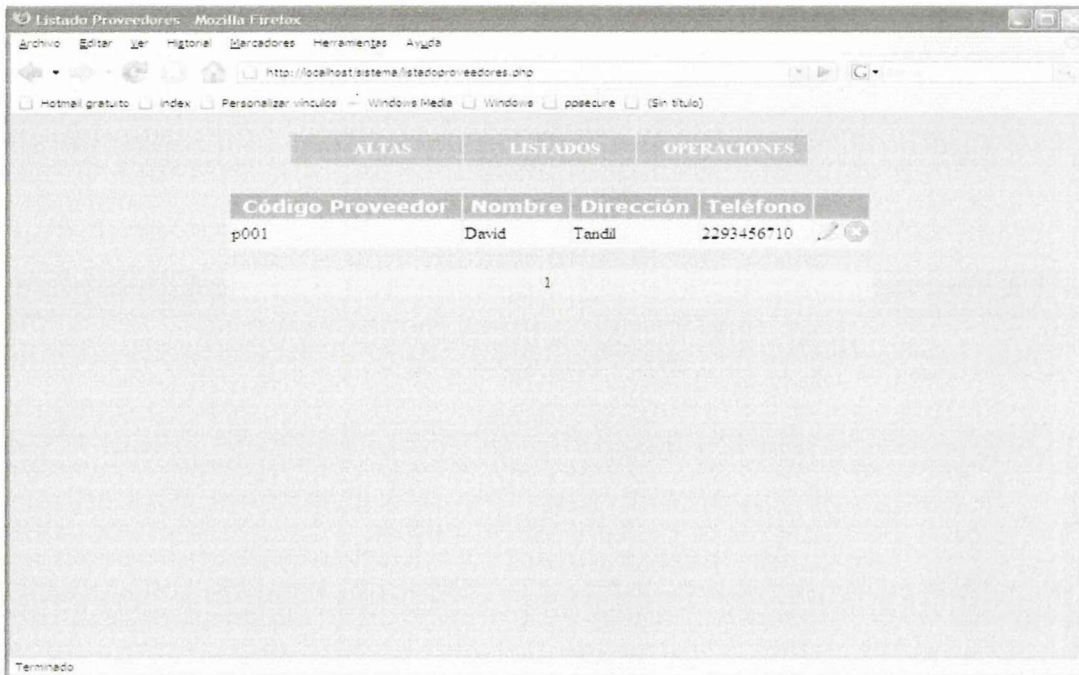 Listado Proveedores - Mozilla Firefox
Archivo Editar Ver Historial Marcadores Herramientas Ayuda
http://localhost/sistema/listadoproveedores.php
Hotmail gratuito index Personalizar vínculos Windows Media Windows ppsecure (Sin título)
ALTAS LISTADOS OPERACIONES
Código Proveedor Nombre Dirección Teléfono
p001 David Tandil 2293456710
1
Terminado